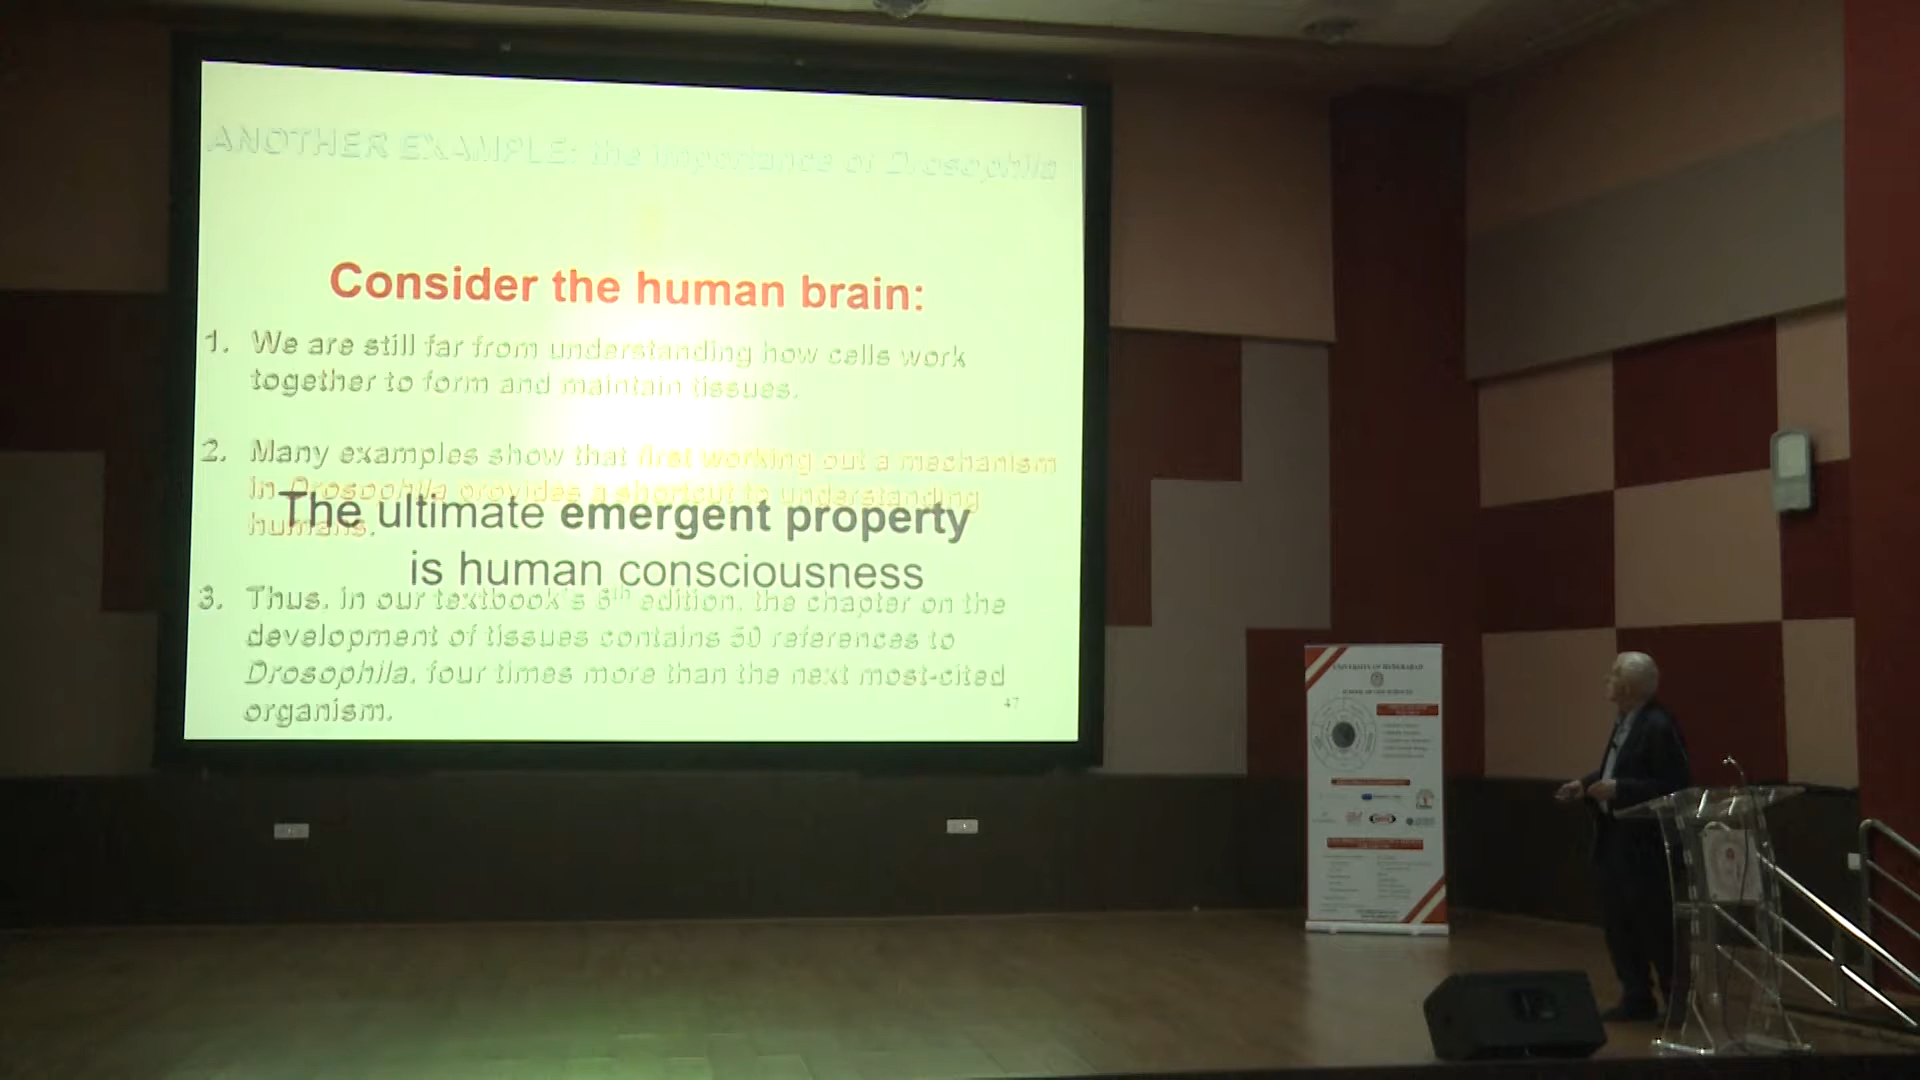 ANOTHER EXAMPLE: the importance of Drosophila
Consider the human brain:
1. We are still far from understanding how cells work
together to form and maintain tissues.
2. Many examples show that first working out a mechanism
in Drosophila provides a shortcut to understanding
humans.
The ultimate emergent property
is human consciousness
3. Thus, in our textbook's 6th edition, the chapter on the
development of tissues contains 50 references to
Drosophila, four times more than the next most-cited
organism.
47
UNIVERSITY OF HYDERABAD
SCHOOL OF LIFE SCIENCES